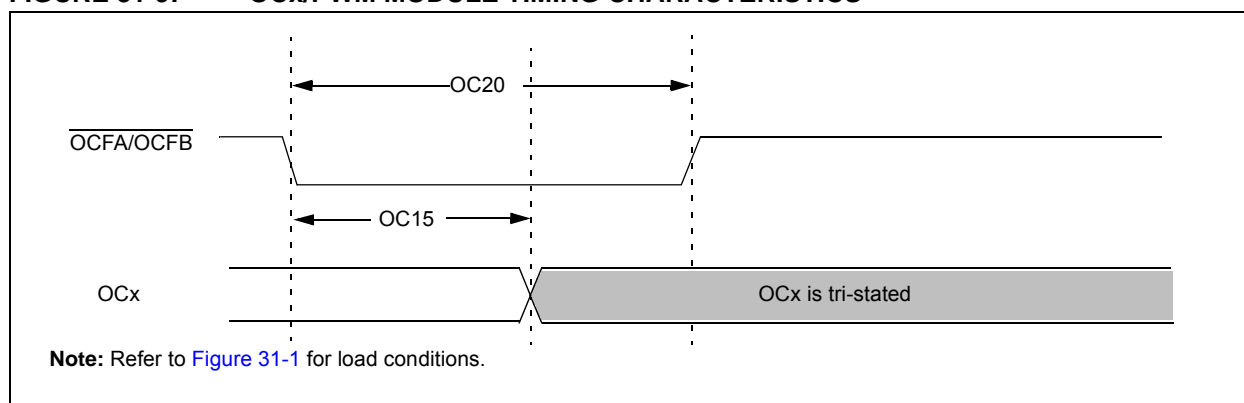 OC20
OCFA/OCFB
OC15
OCx
OCx is tri-stated
Note: Refer to Figure 31-1 for load conditions.